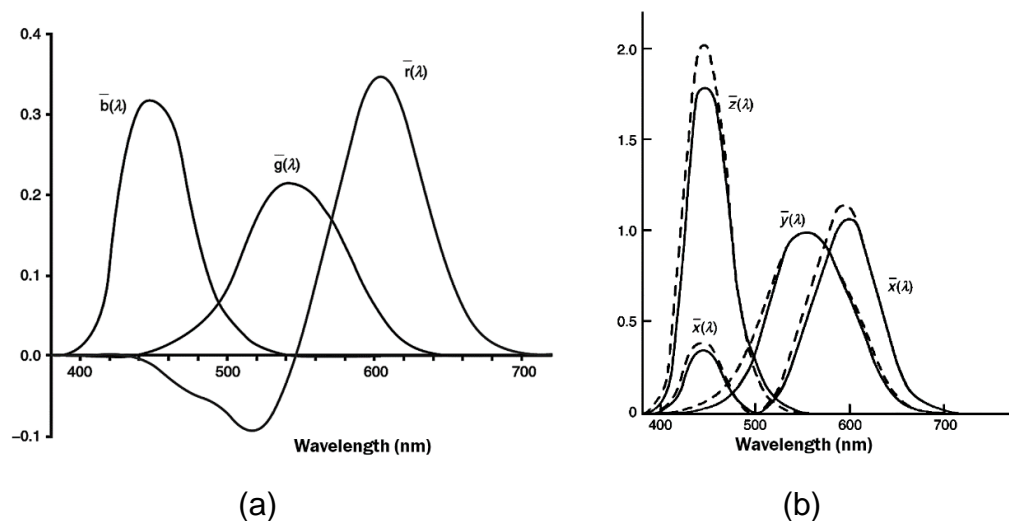 0.4
0.3
0.2
0.1
0.0
–0.1
b̄(λ)
ḡ(λ)
r̄(λ)
400
500
600
700
Wavelength (nm)
(a)
2.0
1.5
1.0
0.5
0
z̄(λ)
ȳ(λ)
x̄(λ)
x̄(λ)
400
500
600
700
Wavelength (nm)
(b)